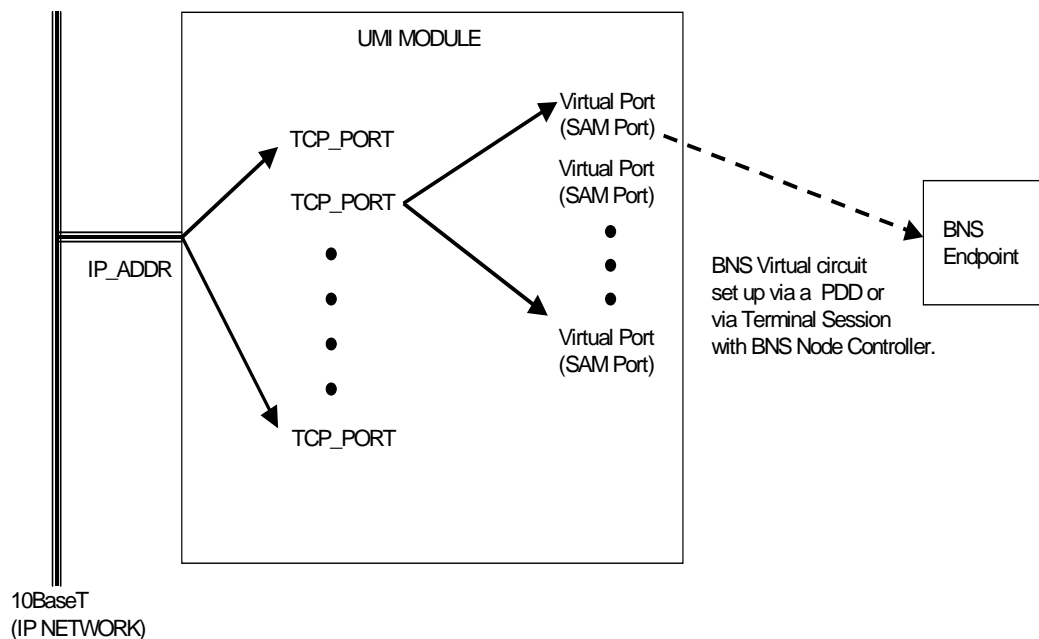 UMI MODULE
Virtual Port
(SAM Port)
TCP_PORT
Virtual Port
(SAM Port)
TCP_PORT
BNS
Endpoint
IP_ADDR
BNS Virtual circuit
set up via a PDD or
via Terminal Session
with BNS Node Controller.
Virtual Port
(SAM Port)
TCP_PORT
10BaseT
(IP NETWORK)